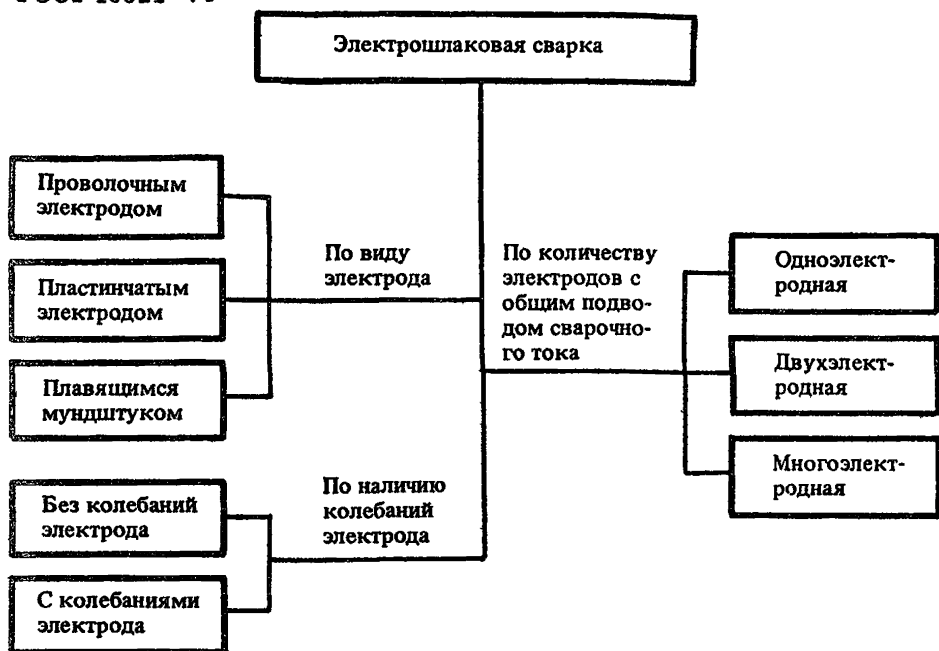 Электрошлаковая сварка
Проволочным
электродом
Пластинчатым
электродом
Плавящимся
мундштуком
По виду
электрода
По количеству
электродов с
общим подво-
дом сварочно-
го тока
Одноэлект-
родная
Двухэлект-
родная
Многоэлект-
родная
Без колебаний
электрода
С колебаниями
электрода
По наличию
колебаний
электрода